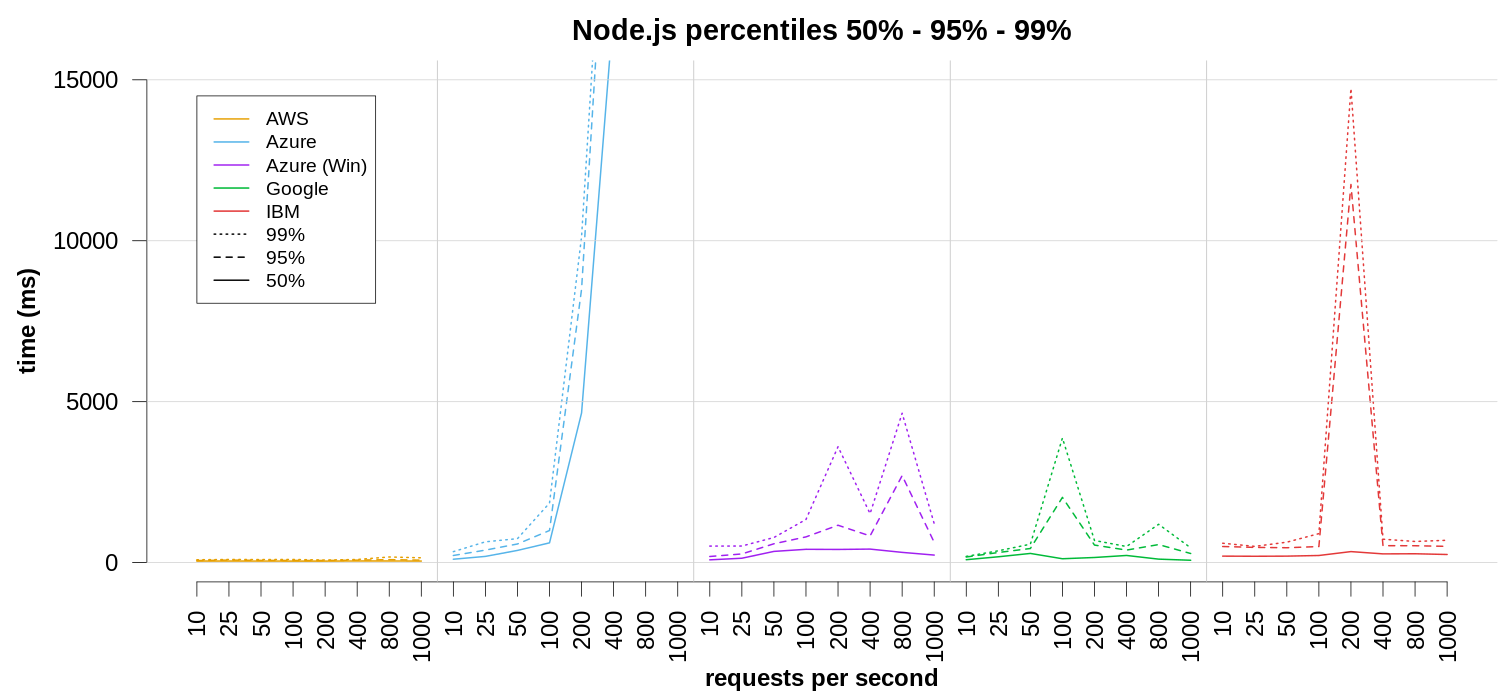 Node.js percentiles 50% - 95% - 99%
15000
10000
5000
0
time (ms)
AWS
Azure
Azure (Win)
Google
IBM
99%
95%
50%
10 25 50 100 200 400 800 1000 10 25 50 100 200 400 800 1000 10 25 50 100 200 400 800 1000 10 25 50 100 200 400 800 1000 10 25 50 100 200 400 800 1000
requests per second